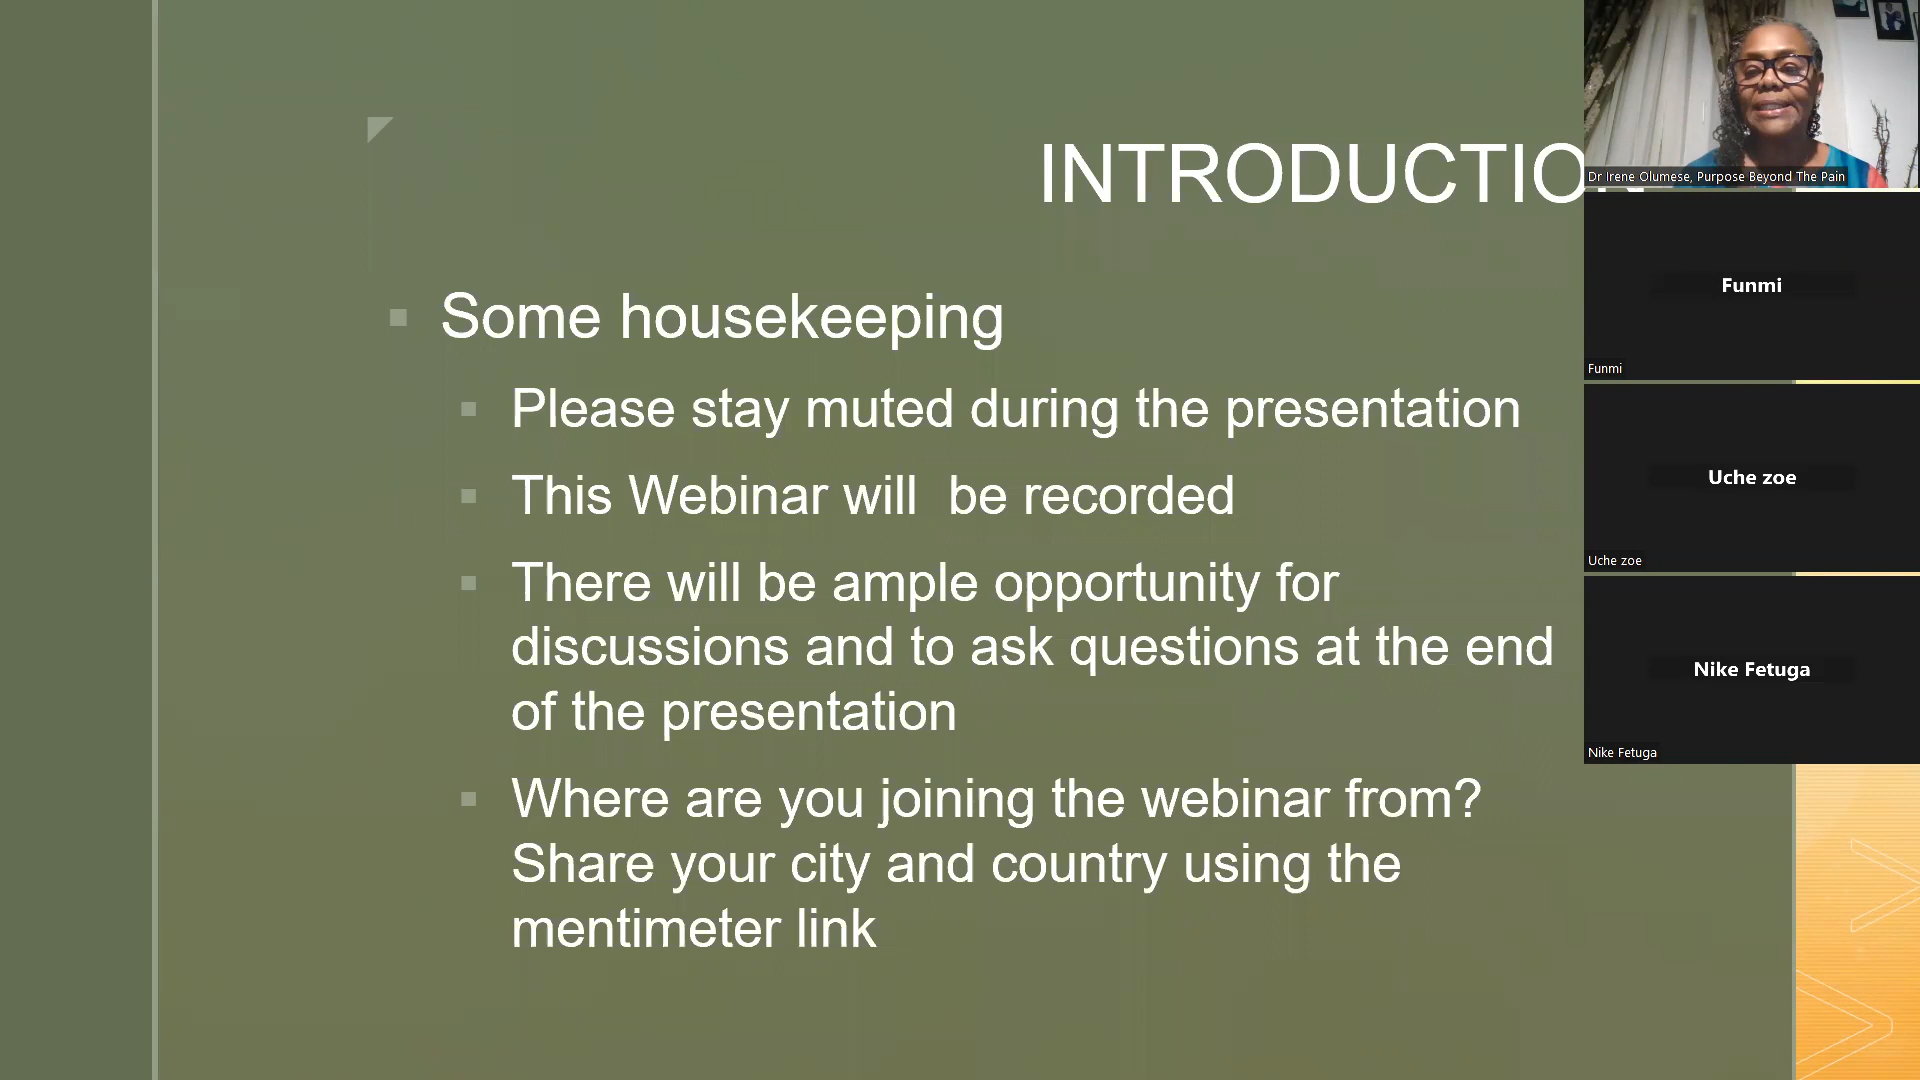 INTRODUCTION
Some housekeeping
Please stay muted during the presentation
This Webinar will  be recorded
There will be ample opportunity for
discussions and to ask questions at the end
of the presentation
Where are you joining the webinar from?
Share your city and country using the
mentimeter link
Dr Irene Olumese, Purpose Beyond The Pain
Funmi
Funmi
Uche zoe
Uche zoe
Nike Fetuga
Nike Fetuga